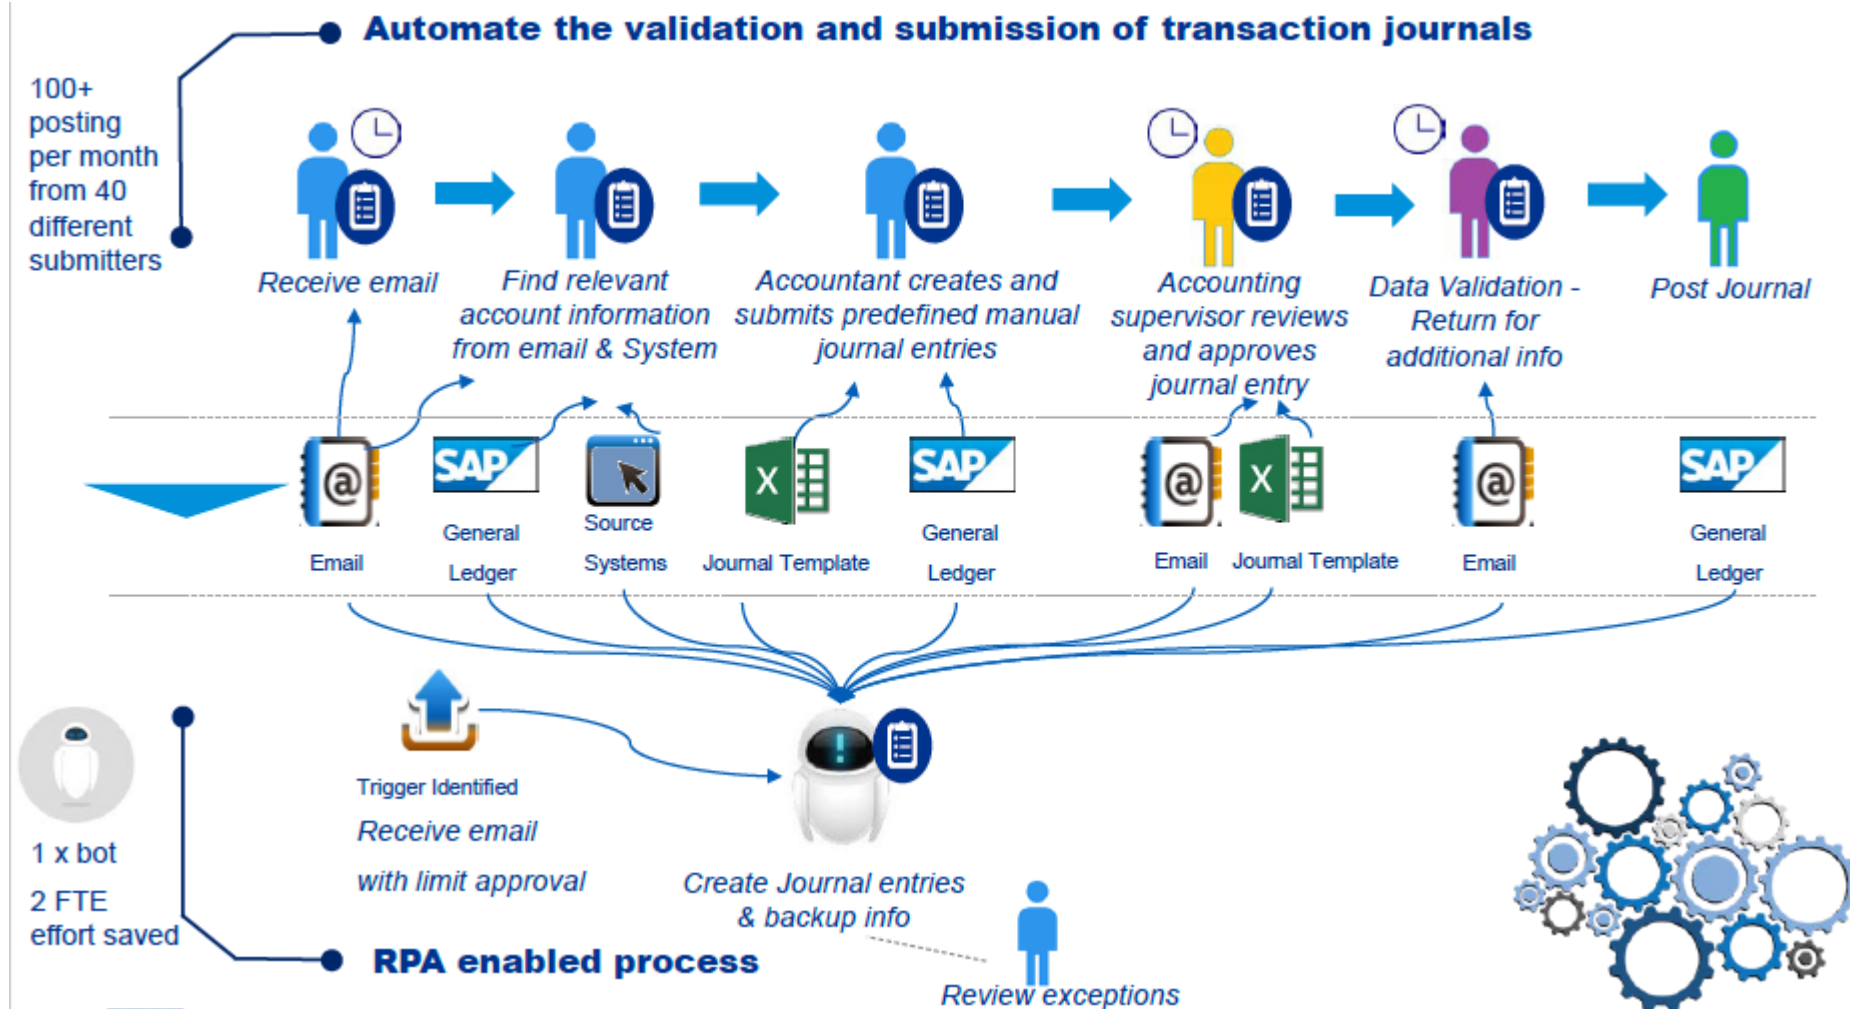 Automate the validation and submission of transaction journals
100+
posting
per month
from 40
different
submitters
Receive email
Find relevant
account information
from email & System
Accountant creates and
submits predefined manual
journal entries
Accounting
supervisor reviews
and approves
journal entry
Data Validation -
Return for
additional info
Post Journal
@
Email
SAP
General
Ledger
Source
Systems
X
Journal Template
SAP
General
Ledger
@
Email
X
Journal Template
@
Email
SAP
General
Ledger
1 x bot
2 FTE
effort saved
Trigger Identified
Receive email
with limit approval
!
Create Journal entries
& backup info
RPA enabled process
Review exceptions